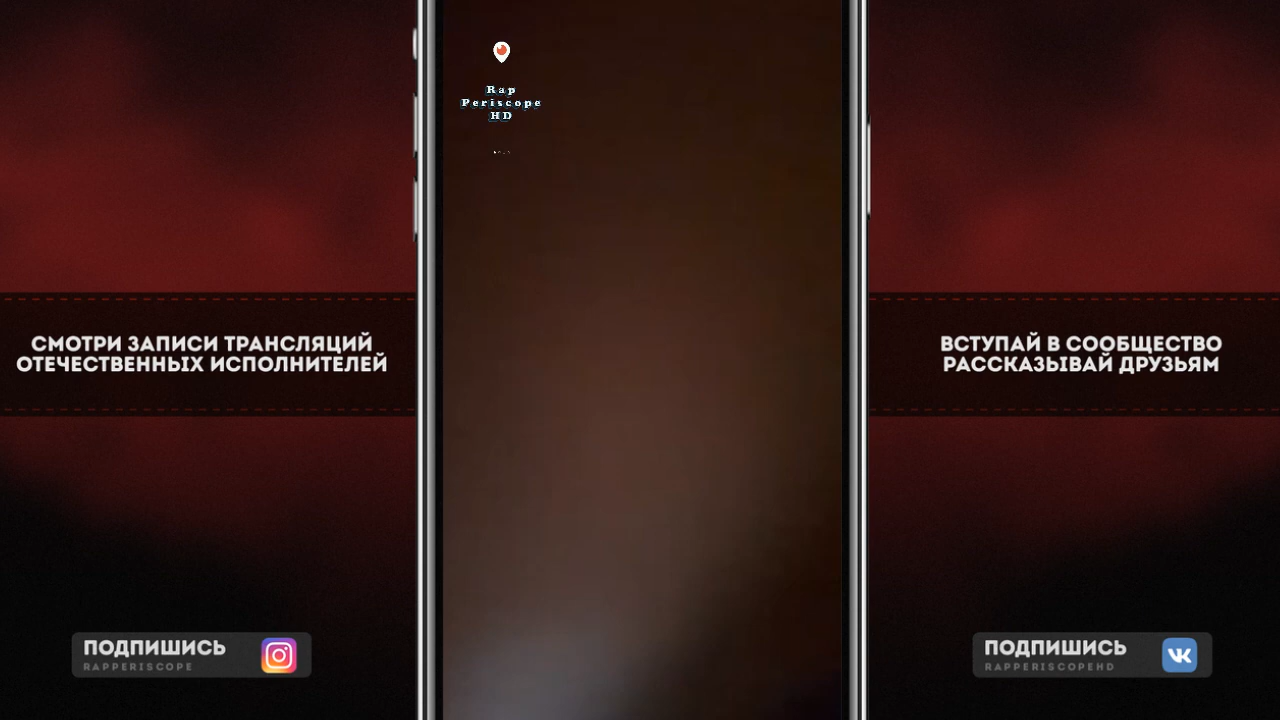 Rap
Periscope
HD
СМОТРИ ЗАПИСИ ТРАНСЛЯЦИЙ
ОТЕЧЕСТВЕННЫХ ИСПОЛНИТЕЛЕЙ
ВСТУПАЙ В СООБЩЕСТВО
РАССКАЗЫВАЙ ДРУЗЬЯМ
ПОДПИШИСЬ
RAPPERISCOPE
ПОДПИШИСЬ
RAPPERISCOPEHD